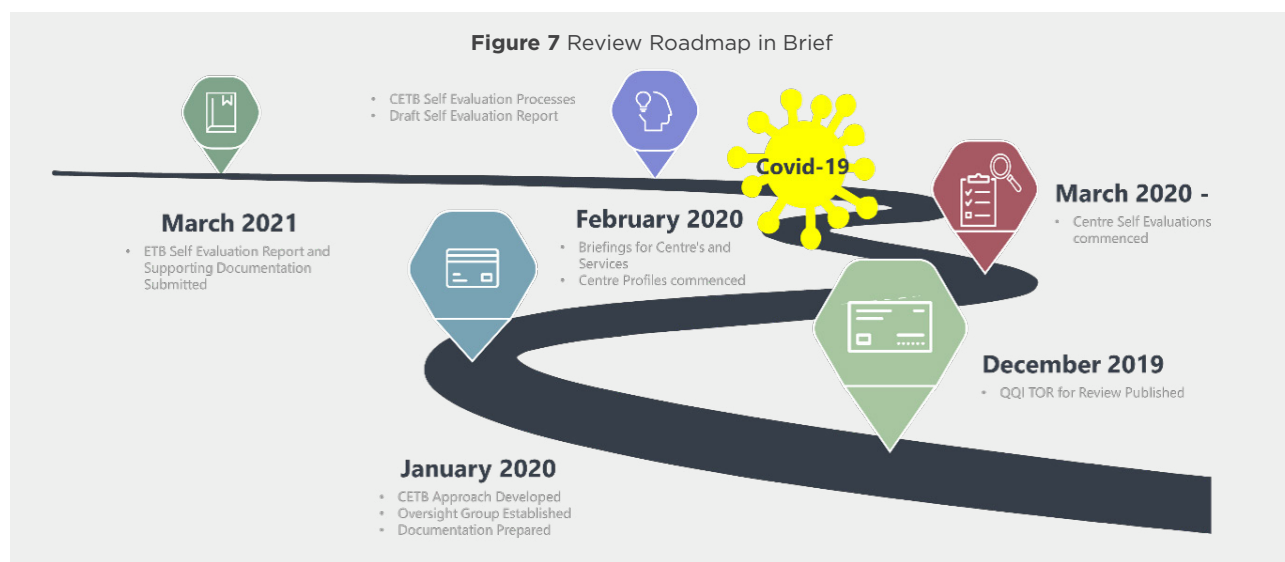 Figure 7 Review Roadmap in Brief
• CETB Self Evaluation Processes
• Draft Self Evaluation Report
Covid-19
March 2021
• ETB Self Evaluation Report and
Supporting Documentation
Submitted
February 2020
• Briefings for Centre's and
Services
• Centre Profiles commenced
March 2020 -
• Centre Self Evaluations
commenced
December 2019
• QQI TOR for Review Published
January 2020
• CETB Approach Developed
• Oversight Group Established
• Documentation Prepared